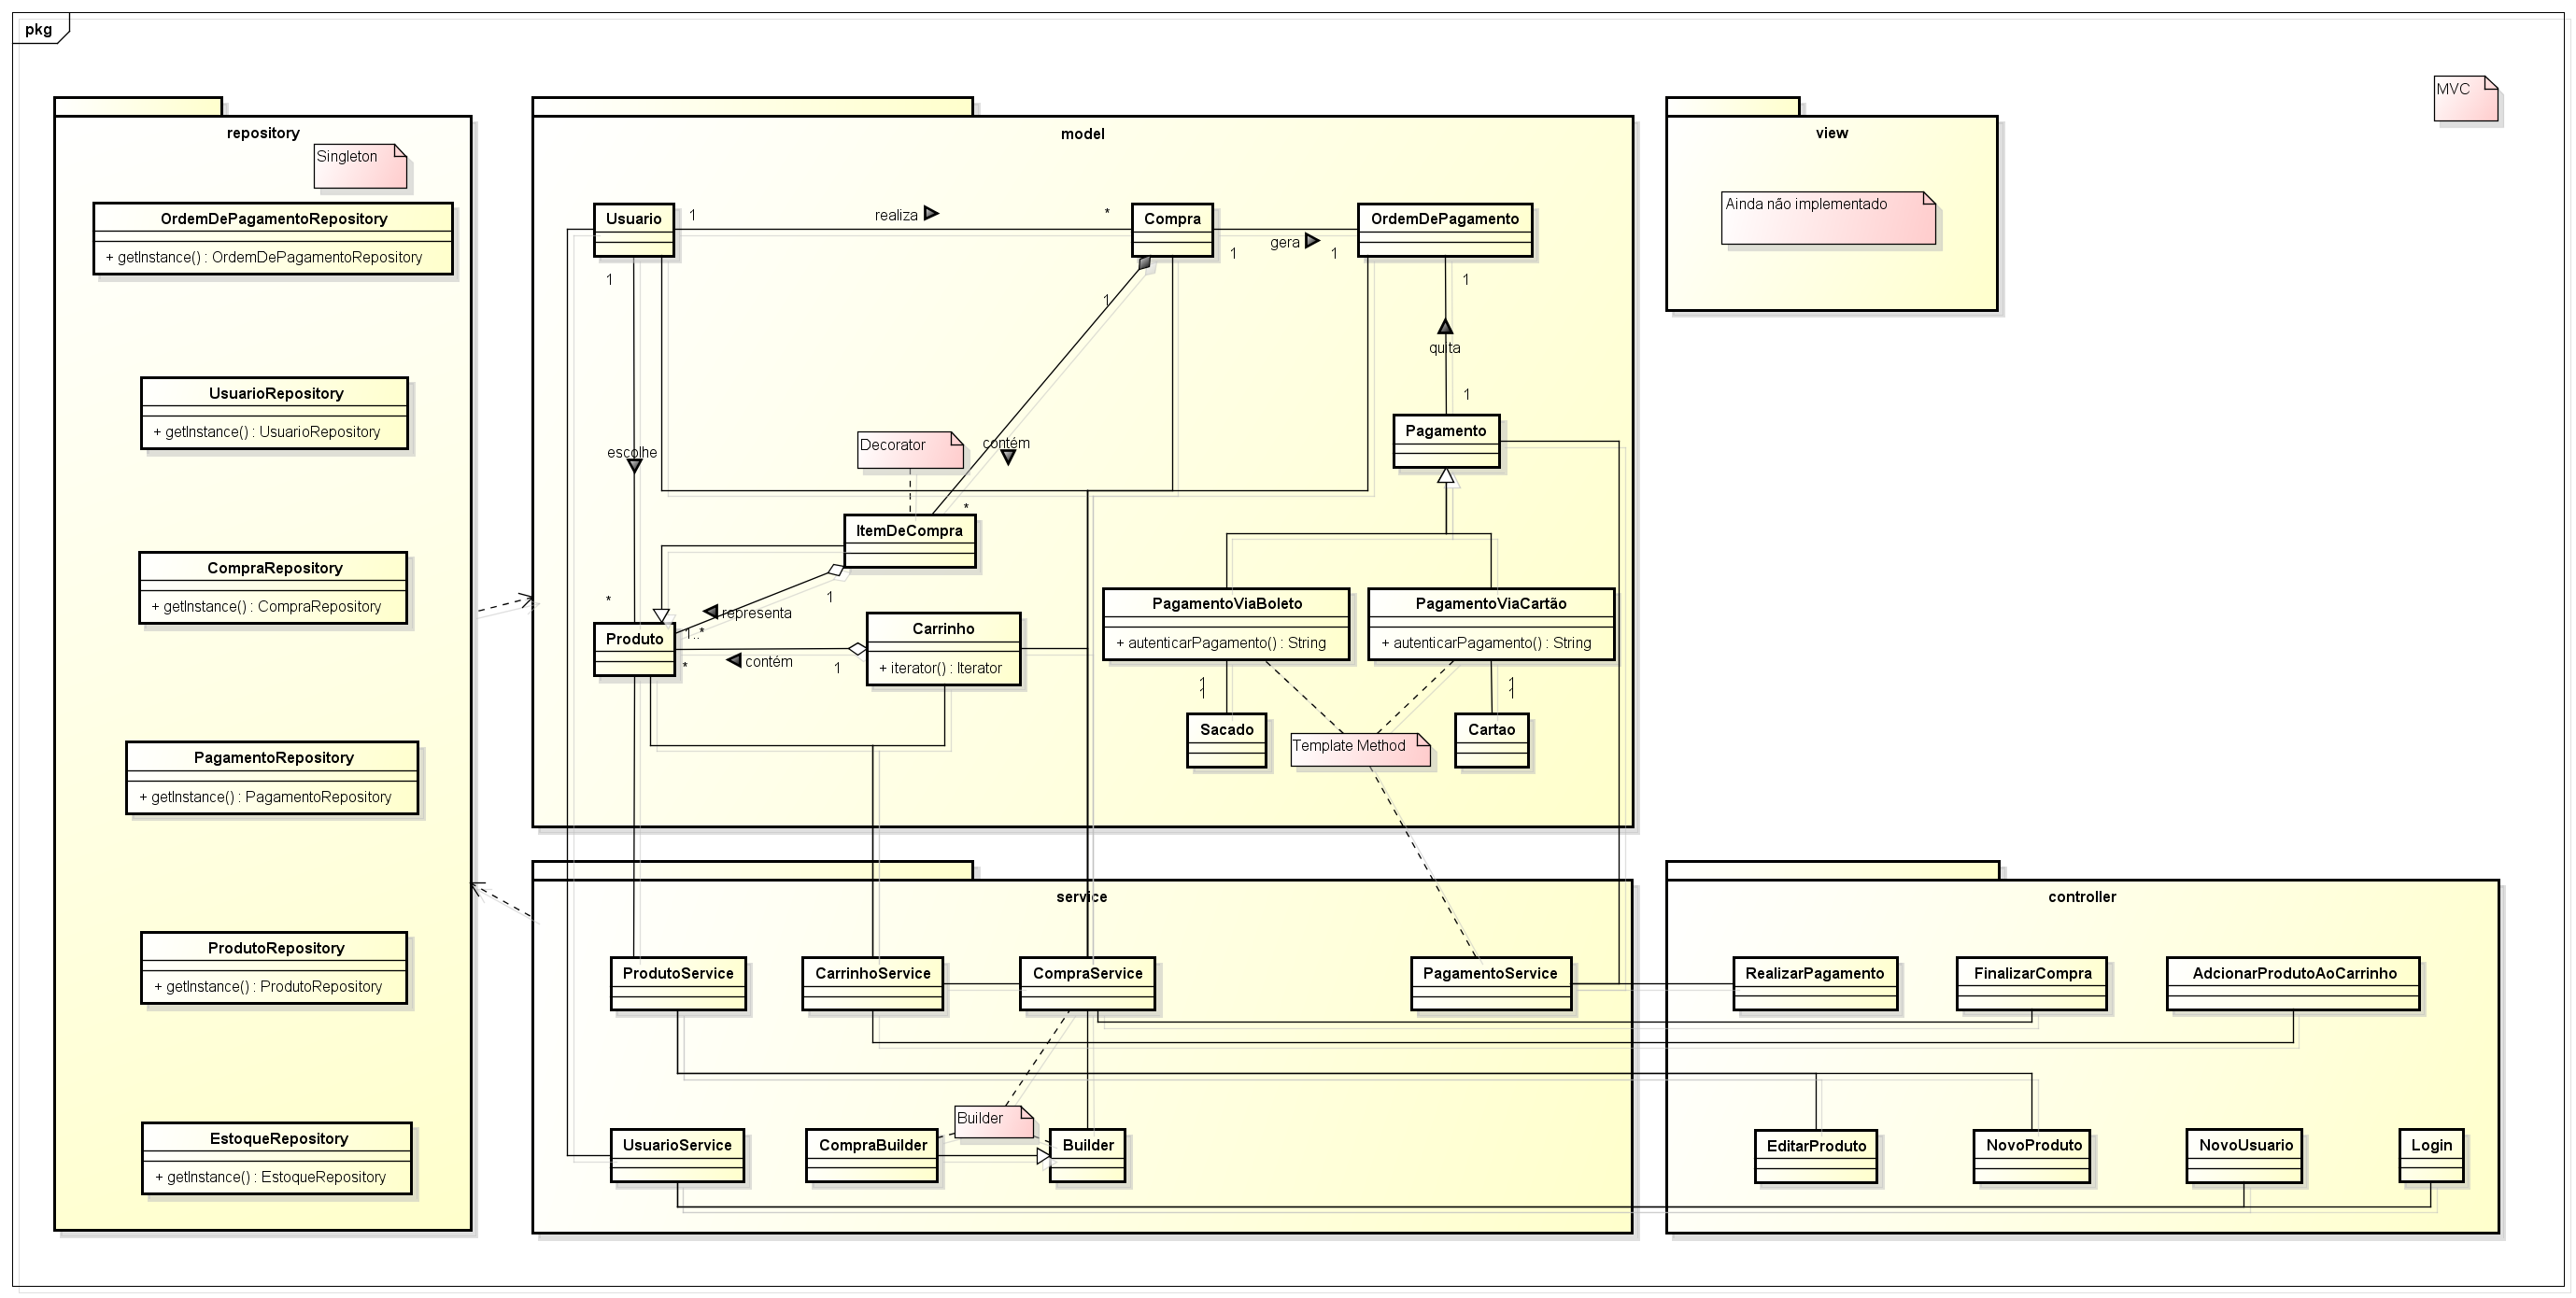 pkg
MVC
repository
Singleton
OrdemDePagamentoRepository
+ getInstance() : OrdemDePagamentoRepository
UsuarioRepository
+ getInstance() : UsuarioRepository
CompraRepository
+ getInstance() : CompraRepository
PagamentoRepository
+ getInstance() : PagamentoRepository
ProdutoRepository
+ getInstance() : ProdutoRepository
EstoqueRepository
+ getInstance() : EstoqueRepository
model
Usuario
1
realiza
*
Compra
1
gera
1
OrdemDePagamento
1
1
1
quita
1
Pagamento
escolhe
Decorator
contém
*
ItemDeCompra
*
1
representa
1..*
Produto
*
contém
1
Carrinho
+ iterator() : Iterator
PagamentoViaBoleto
+ autenticarPagamento() : String
PagamentoViaCartão
+ autenticarPagamento() : String
1
1
Sacado
Template Method
Cartao
view
Ainda não implementado
service
ProdutoService
CarrinhoService
CompraService
PagamentoService
Builder
UsuarioService
CompraBuilder
Builder
controller
RealizarPagamento
FinalizarCompra
AdcionarProdutoAoCarrinho
EditarProduto
NovoProduto
NovoUsuario
Login